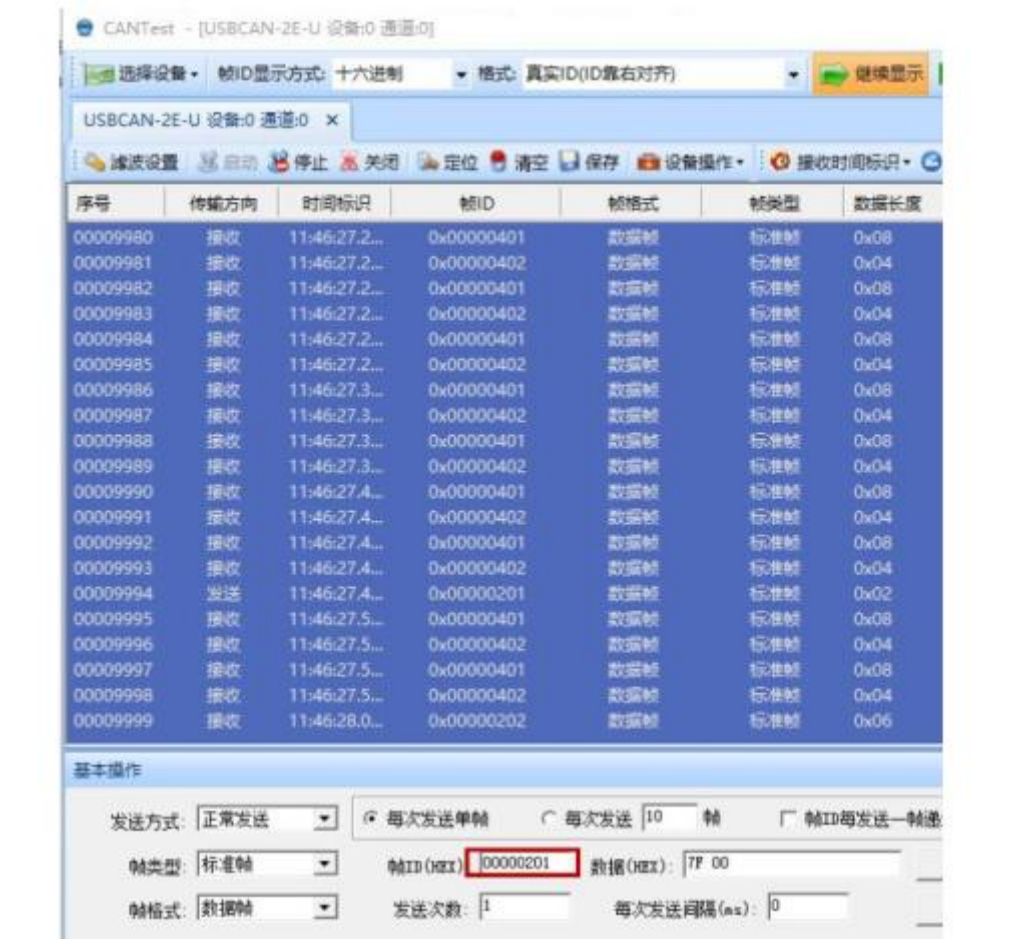 CANTest - [USBCAN-2E-U 设备:0 通道:0]
选择设备 帧ID显示方式: 十六进制 格式: 真实ID(ID靠右对齐) 继续显示
USBCAN-2E-U 设备:0 通道:0 ×
滤波设置 启动 停止 关闭 定位 清空 保存 设备操作 接收时间标识
序号 传输方向 时间标识 帧ID 帧格式 帧类型 数据长度
00009980 接收 11:46:27.2... 0x00000401 数据帧 标准帧 0x08
00009981 接收 11:46:27.2... 0x00000402 数据帧 标准帧 0x04
00009982 接收 11:46:27.2... 0x00000401 数据帧 标准帧 0x08
00009983 接收 11:46:27.2... 0x00000402 数据帧 标准帧 0x04
00009984 接收 11:46:27.2... 0x00000401 数据帧 标准帧 0x08
00009985 接收 11:46:27.2... 0x00000402 数据帧 标准帧 0x04
00009986 接收 11:46:27.3... 0x00000401 数据帧 标准帧 0x08
00009987 接收 11:46:27.3... 0x00000402 数据帧 标准帧 0x04
00009988 接收 11:46:27.3... 0x00000401 数据帧 标准帧 0x08
00009989 接收 11:46:27.3... 0x00000402 数据帧 标准帧 0x04
00009990 接收 11:46:27.4... 0x00000401 数据帧 标准帧 0x08
00009991 接收 11:46:27.4... 0x00000402 数据帧 标准帧 0x04
00009992 接收 11:46:27.4... 0x00000401 数据帧 标准帧 0x08
00009993 接收 11:46:27.4... 0x00000402 数据帧 标准帧 0x04
00009994 发送 11:46:27.4... 0x00000201 数据帧 标准帧 0x02
00009995 接收 11:46:27.5... 0x00000401 数据帧 标准帧 0x08
00009996 接收 11:46:27.5... 0x00000402 数据帧 标准帧 0x04
00009997 接收 11:46:27.5... 0x00000401 数据帧 标准帧 0x08
00009998 接收 11:46:27.5... 0x00000402 数据帧 标准帧 0x04
00009999 接收 11:46:28.0... 0x00000202 数据帧 标准帧 0x06
基本操作
发送方式: 正常发送 每次发送单帧 每次发送 10 帧 帧ID每发送一帧递
帧类型: 标准帧 帧ID(HEX) 00000201 数据(HEX): 7F 00
帧格式: 数据帧 发送次数: 1 每次发送间隔(ms): 0